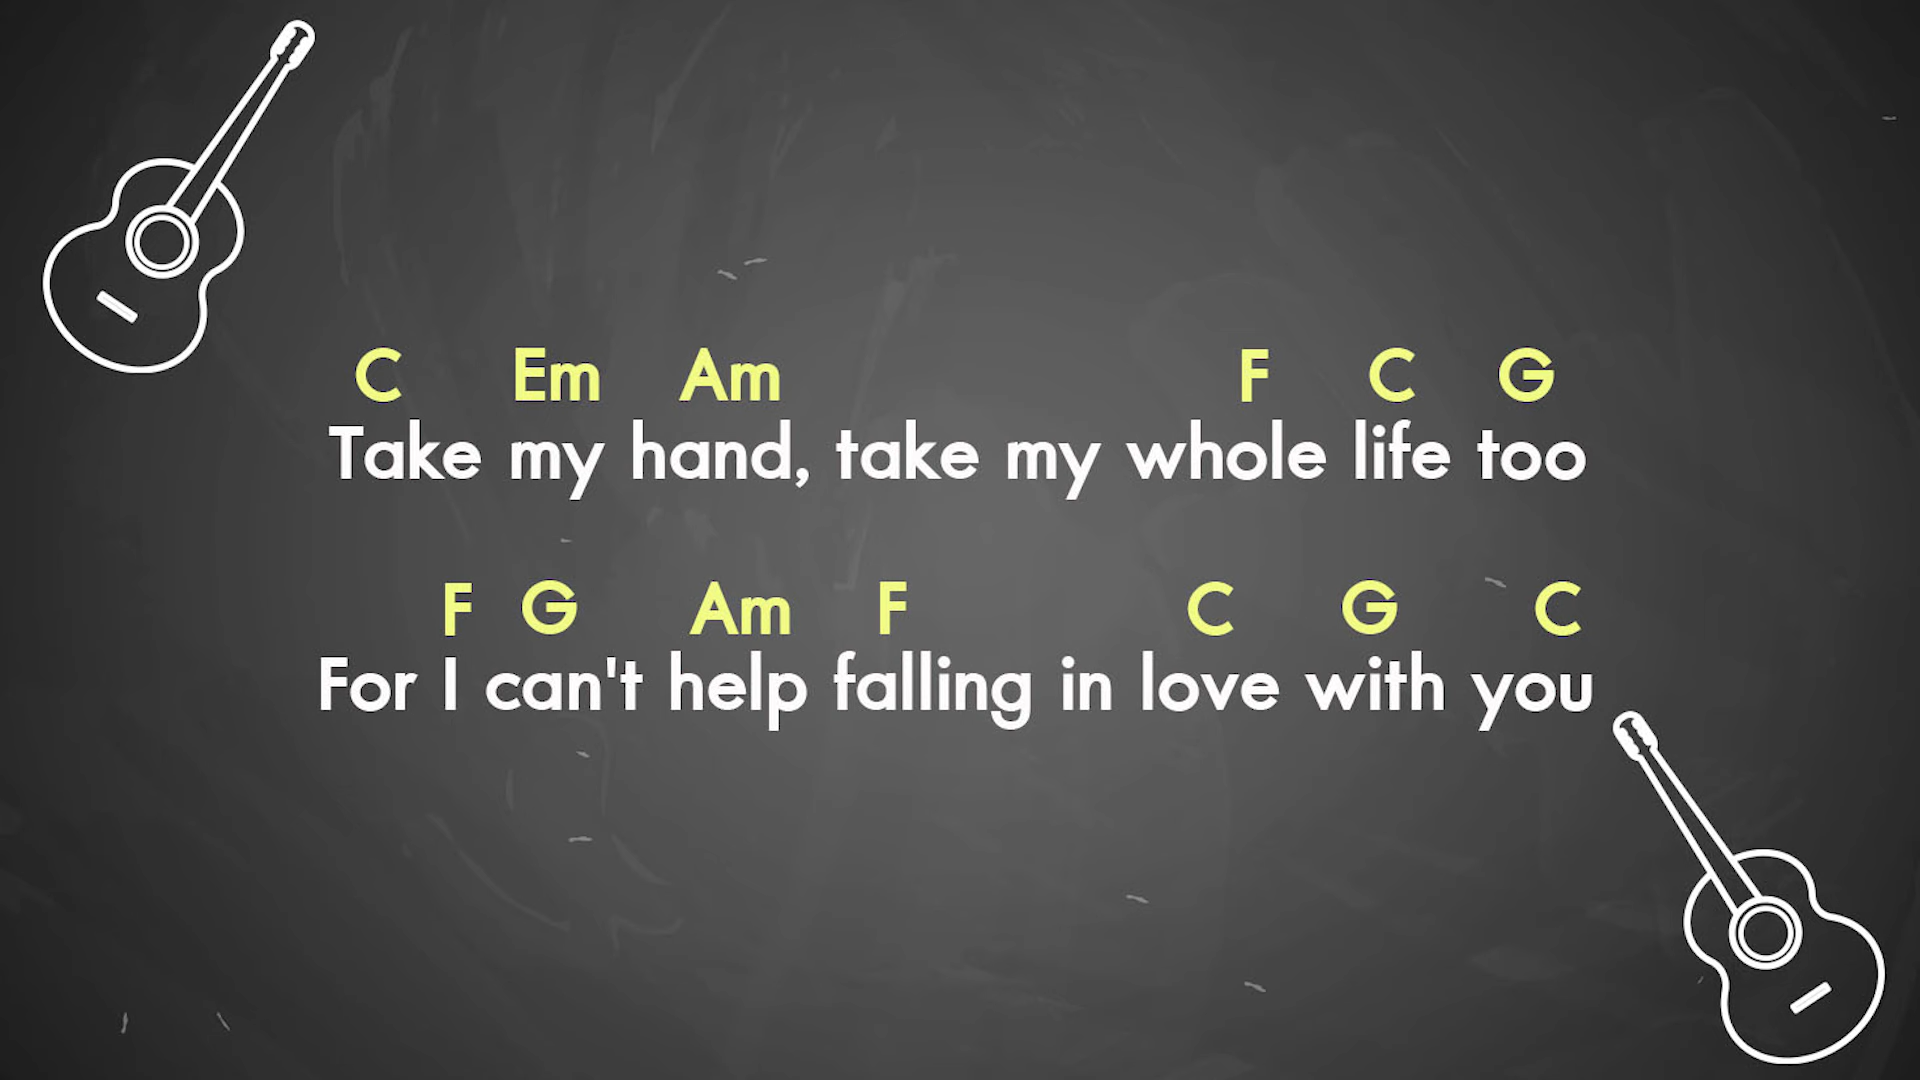 C Em Am F C G
Take my hand, take my whole life too
F G Am F C G C
For I can't help falling in love with you